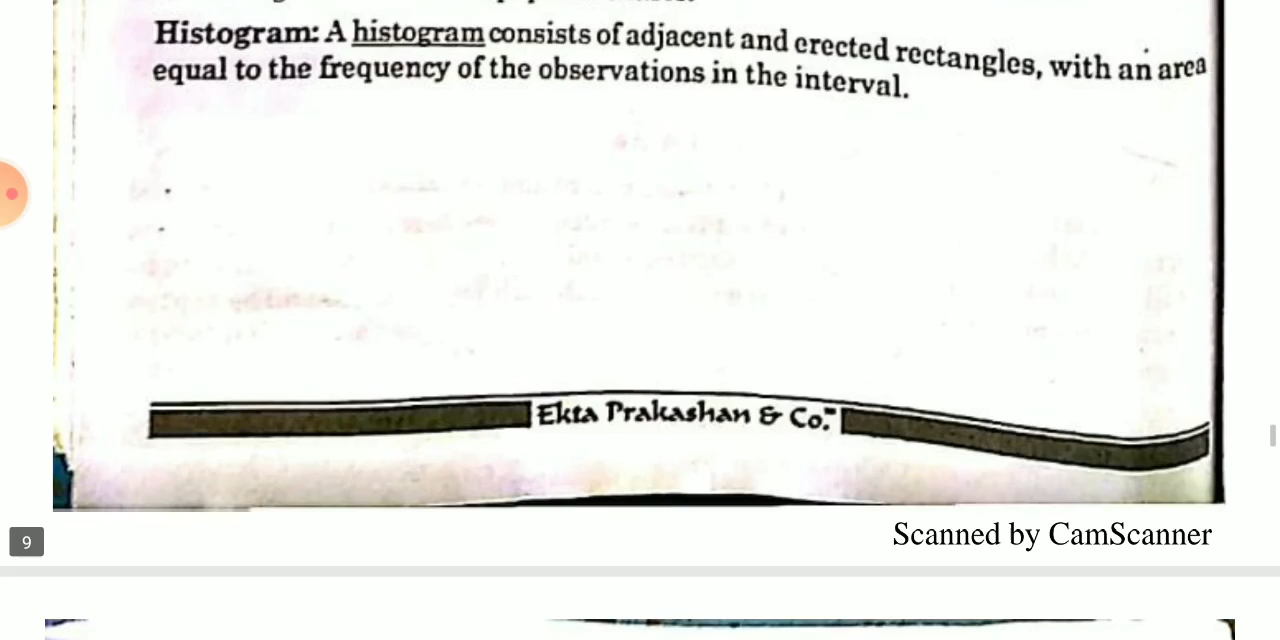 Histogram: A histogram consists of adjacent and erected rectangles, with an area
equal to the frequency of the observations in the interval.
Ekta Prakashan & Co.
9
Scanned by CamScanner